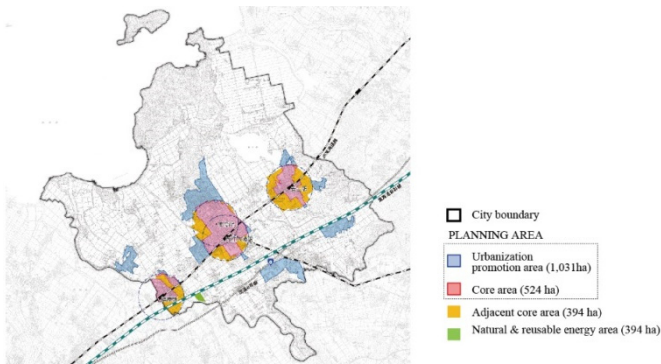 City boundary
PLANNING AREA
Urbanization
promotion area (1,031ha)
Core area (524 ha)
Adjacent core area (394 ha)
Natural & reusable energy area (394 ha)